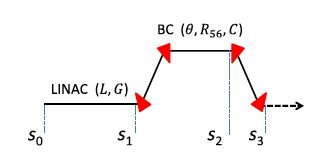 BC (θ, R₅₆, C)
LINAC (L, G)
s₀ s₁ s₂ s₃